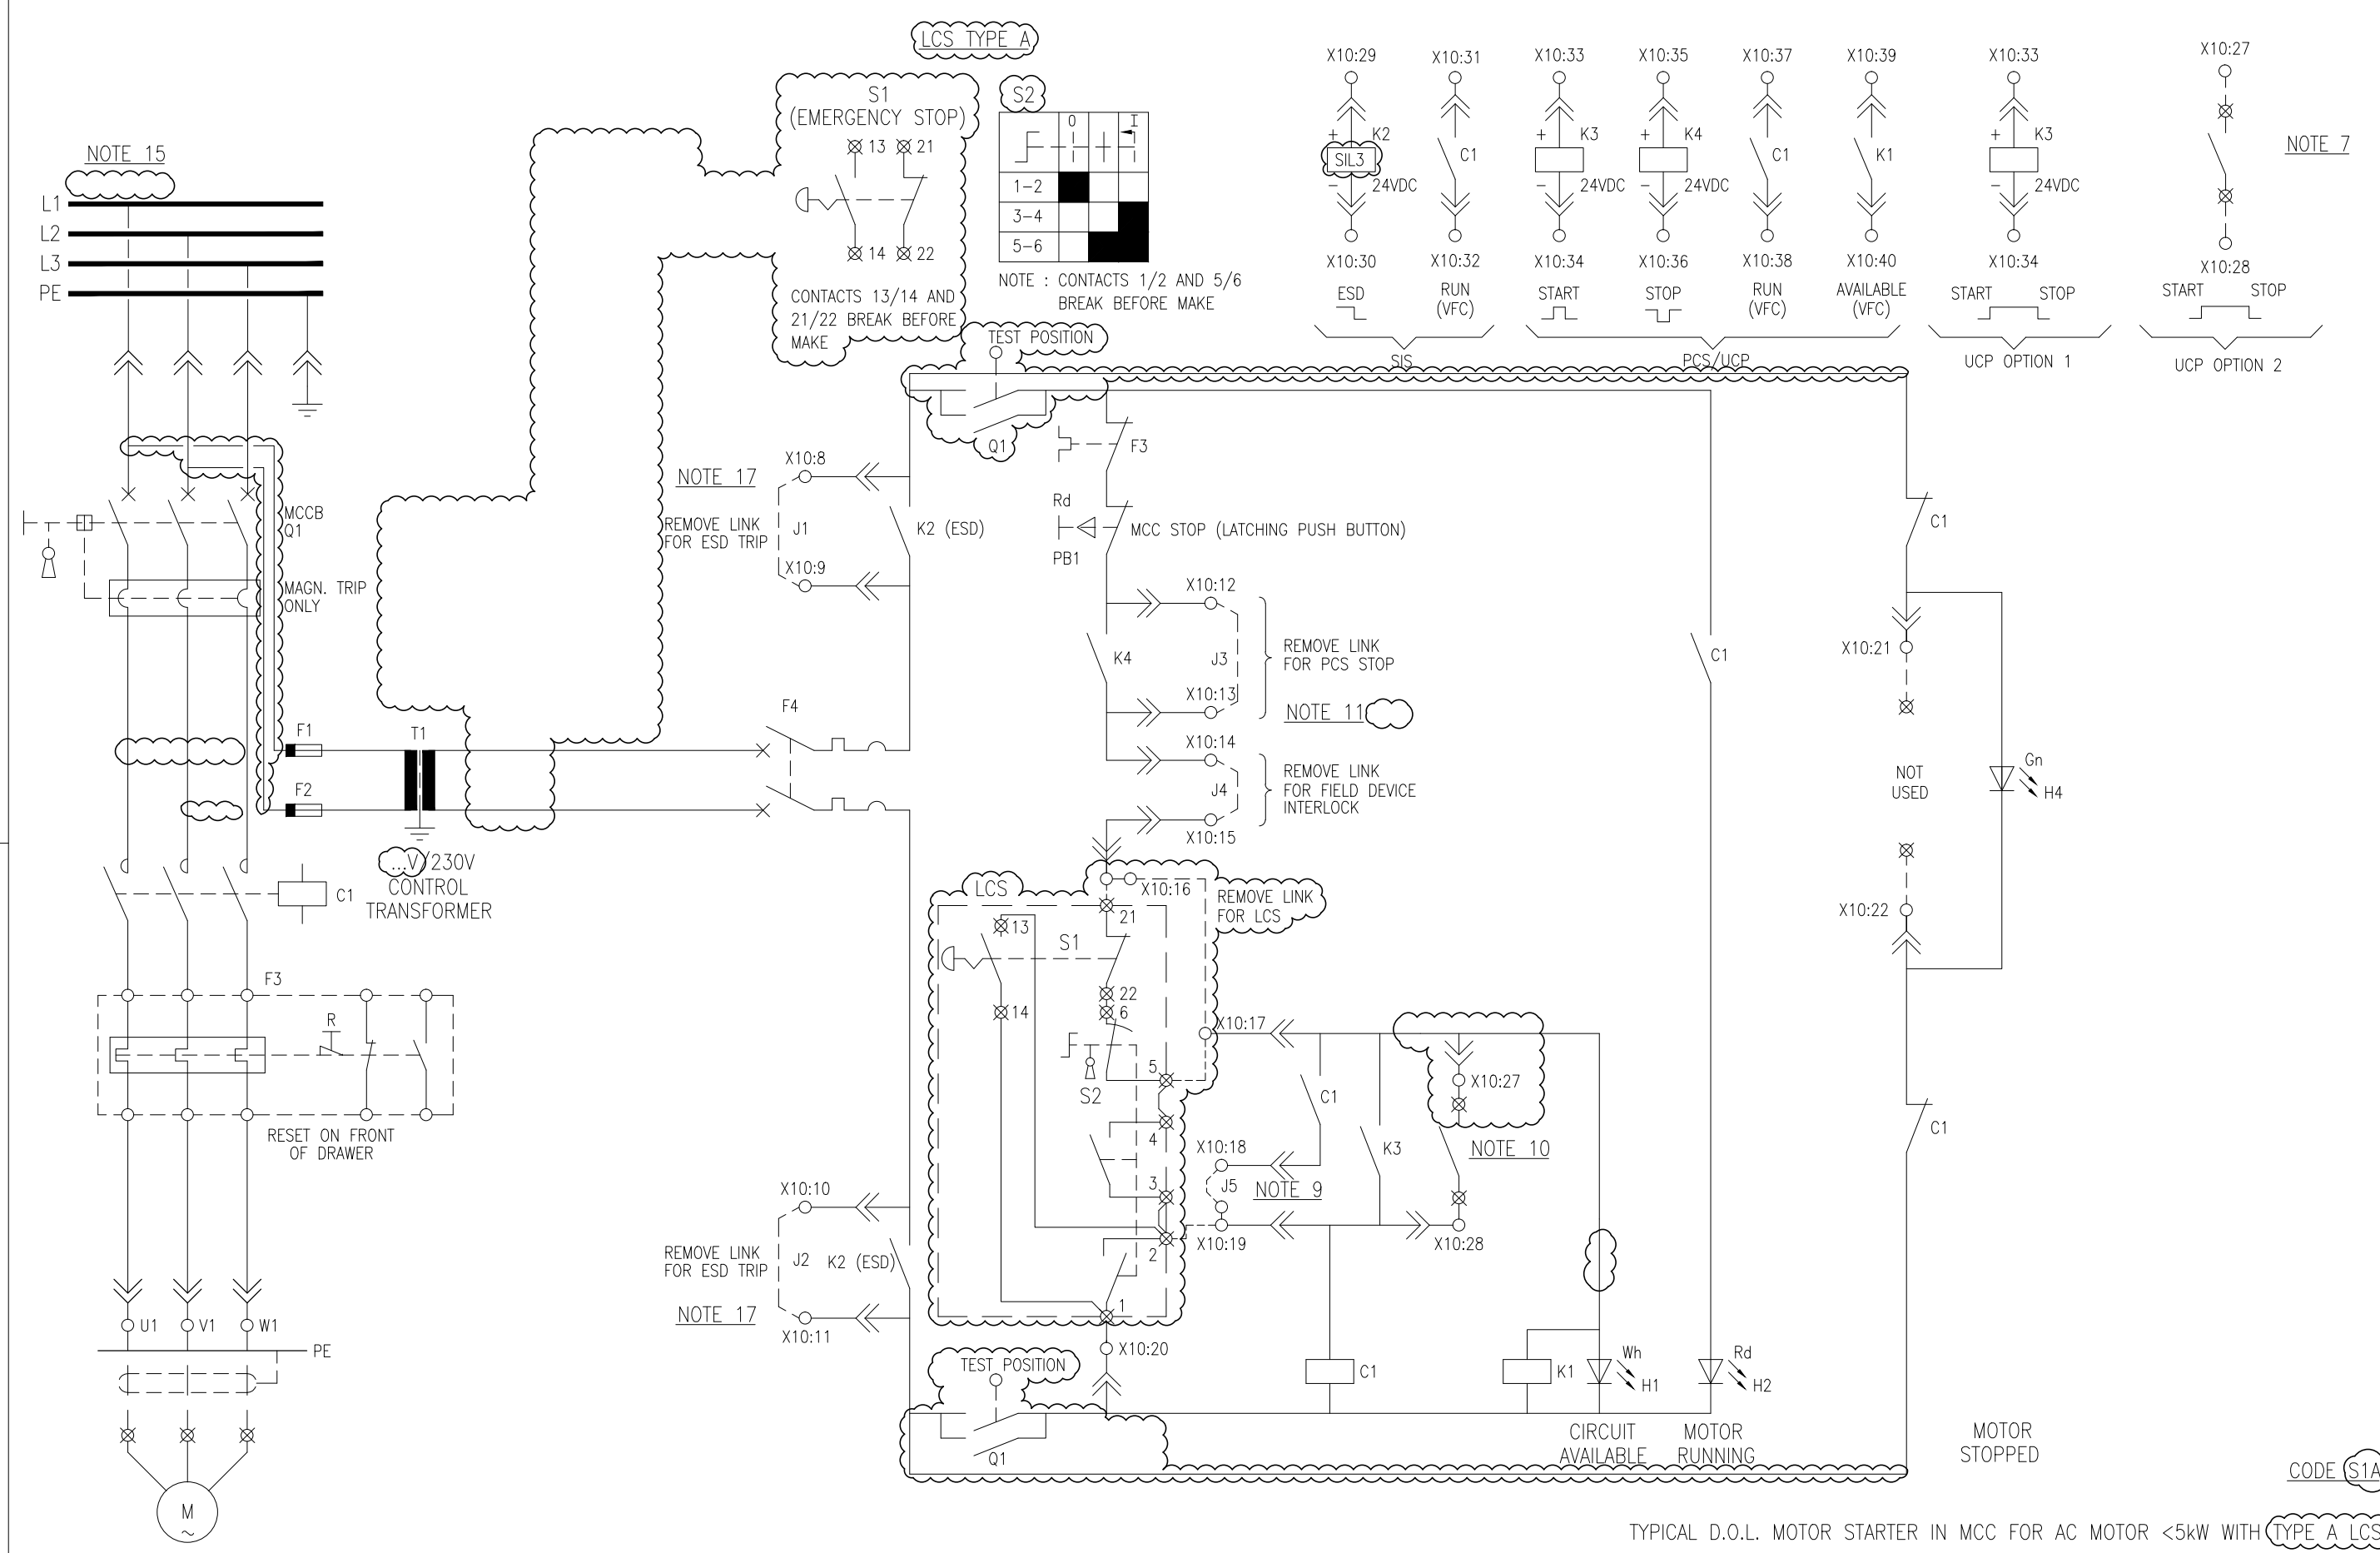 LCS TYPE A
S1
(EMERGENCY STOP)
13
21
14
22
CONTACTS 13/14 AND
21/22 BREAK BEFORE
MAKE
S2
0
I
1-2
3-4
5-6
NOTE : CONTACTS 1/2 AND 5/6
BREAK BEFORE MAKE
X10:29
+ K2
SIL3
- 24VDC
X10:30
ESD
X10:31
C1
X10:32
RUN
(VFC)
SIS
X10:33
+ K3
- 24VDC
X10:34
START
X10:35
+ K4
- 24VDC
X10:36
STOP
X10:37
C1
X10:38
RUN
(VFC)
X10:39
K1
X10:40
AVAILABLE
(VFC)
PCS/UCP
X10:33
+ K3
- 24VDC
X10:34
START STOP
UCP OPTION 1
X10:27
X10:28
START STOP
UCP OPTION 2
NOTE 7
NOTE 15
L1
L2
L3
PE
MCCB
Q1
MAGN. TRIP
ONLY
F1
F2
T1
...V/230V
CONTROL
TRANSFORMER
C1
F3
R
RESET ON FRONT
OF DRAWER
U1
V1
W1
PE
M
~
F4
TEST POSITION
Q1
NOTE 17
X10:8
REMOVE LINK
FOR ESD TRIP
J1
X10:9
K2 (ESD)
F3
Rd
PB1
MCC STOP (LATCHING PUSH BUTTON)
X10:12
K4
J3
REMOVE LINK
FOR PCS STOP
X10:13
NOTE 11
X10:14
J4
REMOVE LINK
FOR FIELD DEVICE
INTERLOCK
X10:15
LCS
X10:16
REMOVE LINK
FOR LCS
13
21
S1
14
22
6
X10:17
5
S2
4
3
2
1
C1
X10:18
J5
NOTE 9
X10:19
K3
X10:27
NOTE 10
X10:28
X10:20
X10:10
REMOVE LINK
FOR ESD TRIP
J2
K2 (ESD)
NOTE 17
X10:11
TEST POSITION
Q1
C1
K1
Wh
H1
Rd
H2
CIRCUIT
AVAILABLE
MOTOR
RUNNING
C1
C1
X10:21
NOT
USED
X10:22
Gn
H4
C1
MOTOR
STOPPED
CODE S1A
TYPICAL D.O.L. MOTOR STARTER IN MCC FOR AC MOTOR <5kW WITH TYPE A LCS